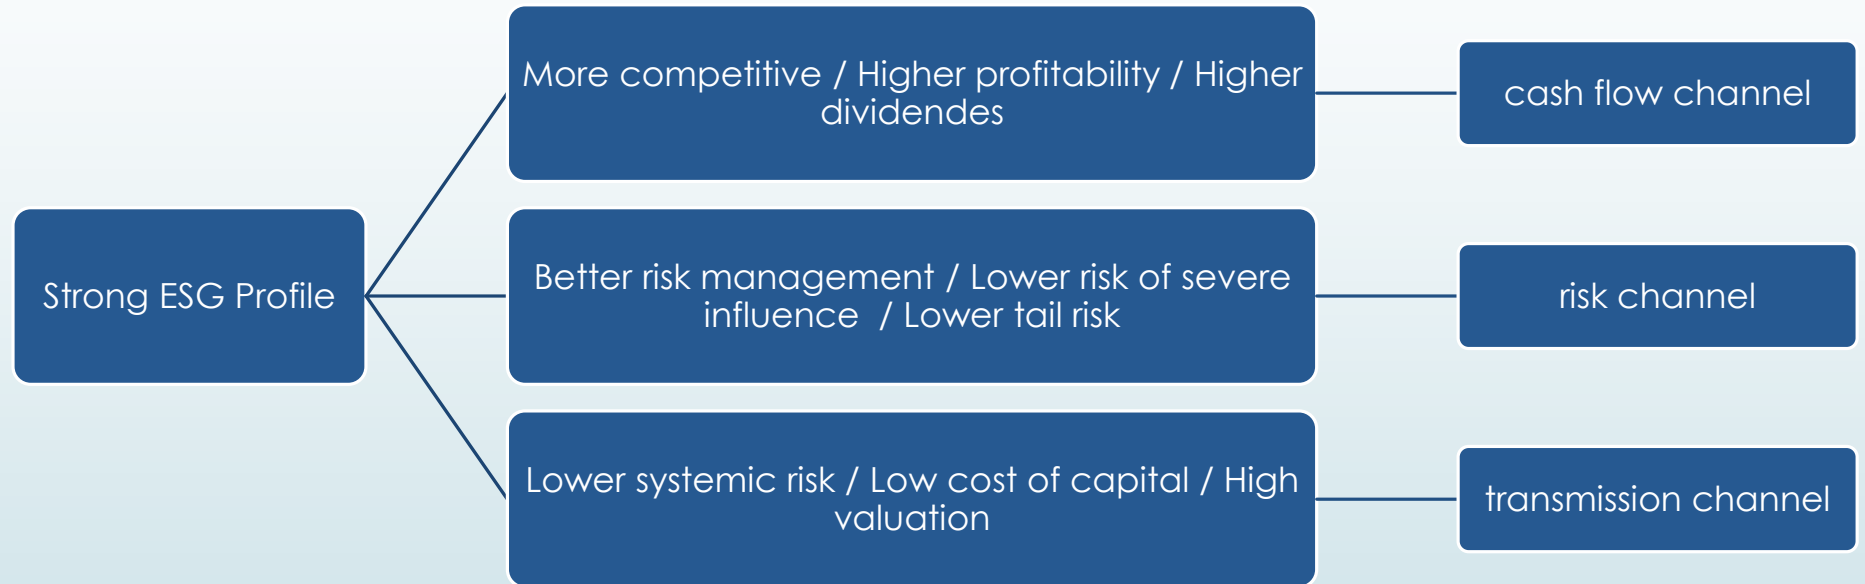 Strong ESG Profile
More competitive / Higher profitability / Higher
dividendes
cash flow channel
Better risk management / Lower risk of severe
influence / Lower tail risk
risk channel
Lower systemic risk / Low cost of capital / High
valuation
transmission channel